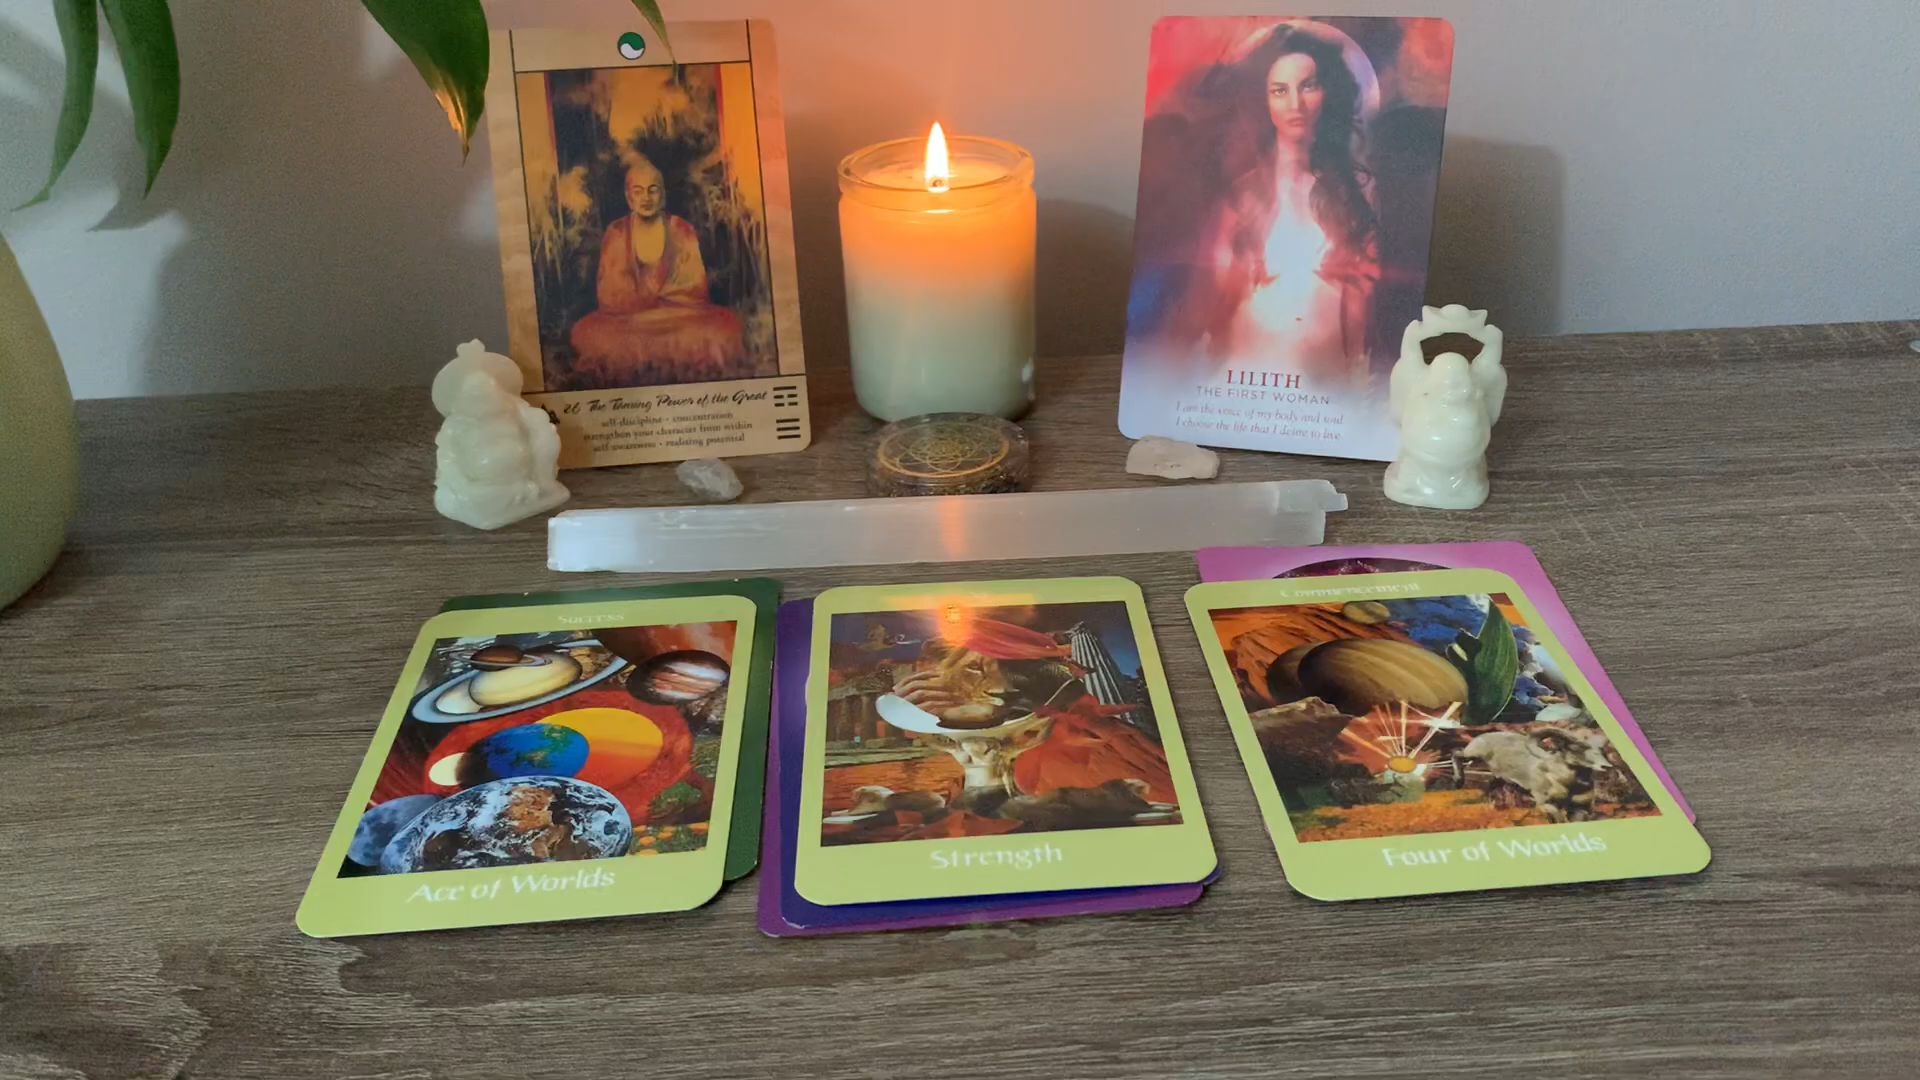 26 The Taming Power of the Great
self-discipline • concentration
strengthen your character from within
self-awareness • realizing potential
LILITH
THE FIRST WOMAN
I am the voice of my body and soul
I choose the life that I desire to live
Success
Ace of Worlds
Strength
Commencement
Four of Worlds